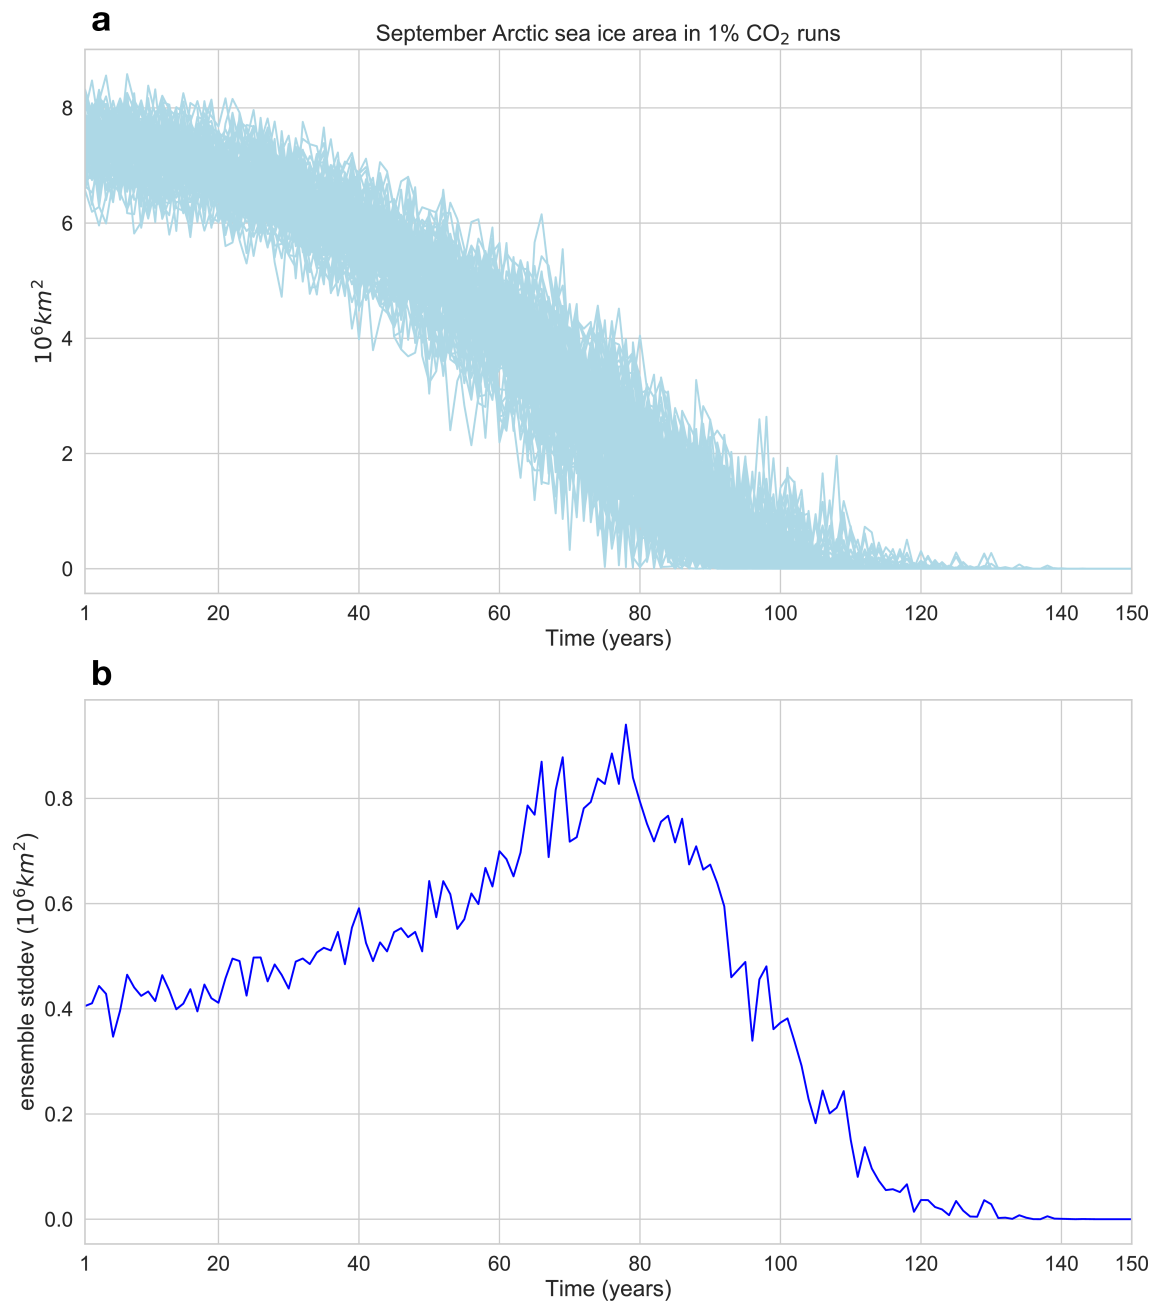 a
September Arctic sea ice area in 1% CO₂ runs
10⁶km²
8
6
4
2
0
1 20 40 60 80 100 120 140 150
Time (years)
b
ensemble stddev (10⁶km²)
0.8
0.6
0.4
0.2
0.0
1 20 40 60 80 100 120 140 150
Time (years)